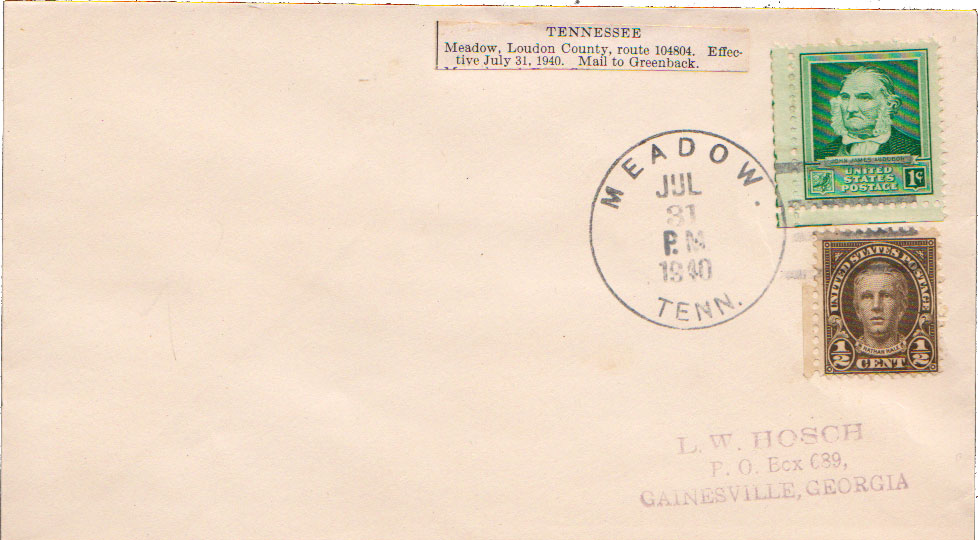 TENNESSEE
Meadow, Loudon County, route 104804. Effec-
tive July 31, 1940. Mail to Greenback.
JOHN JAMES AUDUBON
UNITED
STATES
POSTAGE
1¢
MEADOW.
JUL
31
P.M
1940
TENN.
UNITED STATES POSTAGE
NATHAN HALE
1/2 CENT 1/2
L. W. HOSCH
P. O. Box 689,
GAINESVILLE, GEORGIA